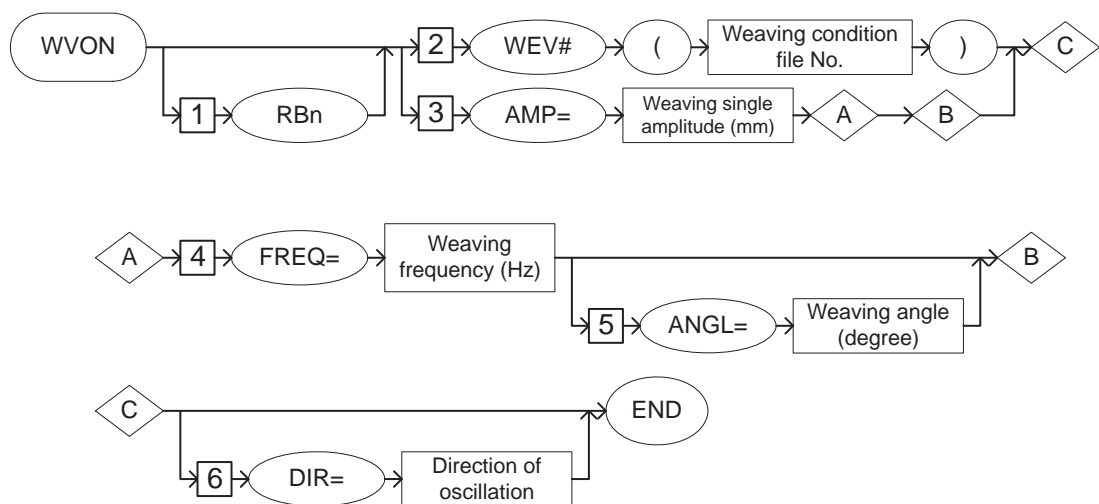 WVON
2
WEV#
(
Weaving condition
file No.
)
C
1
RBn
3
AMP=
Weaving single
amplitude (mm)
A
B
A
4
FREQ=
Weaving
frequency (Hz)
B
5
ANGL=
Weaving angle
(degree)
C
END
6
DIR=
Direction of
oscillation